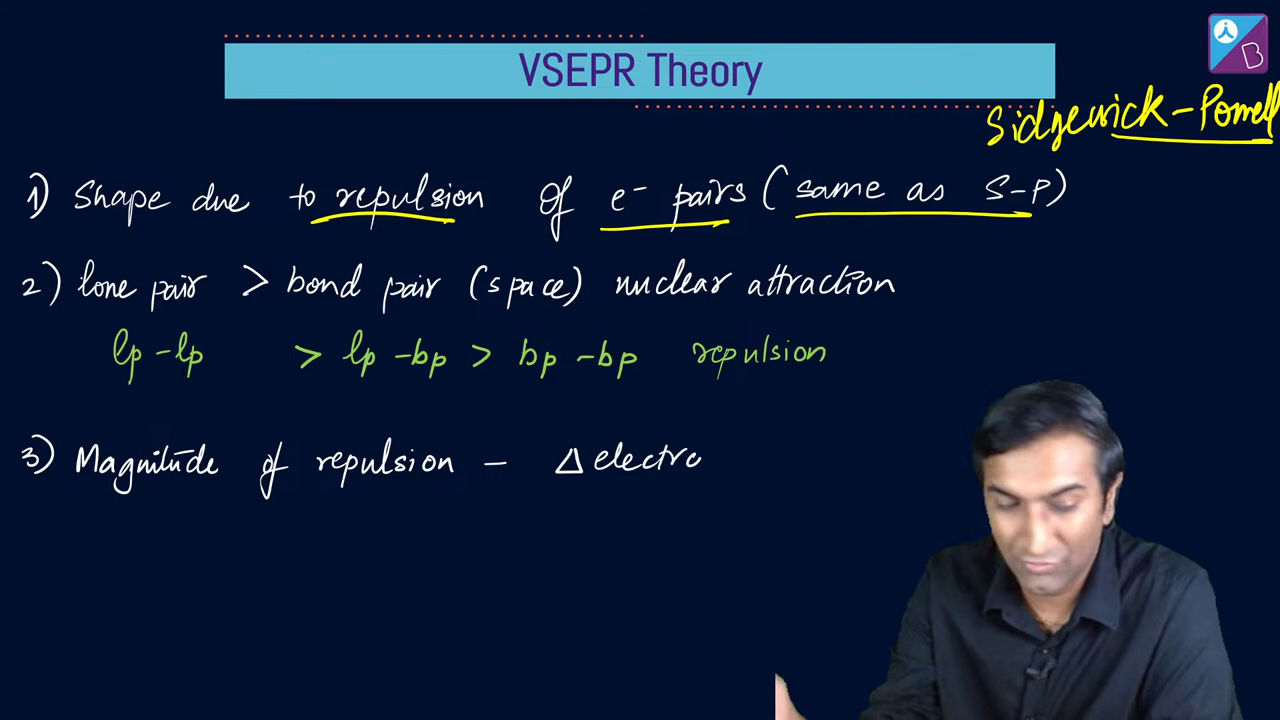 VSEPR Theory
Sidgewick-Powell
1) Shape due to repulsion of e⁻ pairs (same as S-P)
2) lone pair > bond pair (space) nuclear attraction
lp-lp > lp-bp > bp-bp repulsion
3) Magnitude of repulsion - Δelectro
B